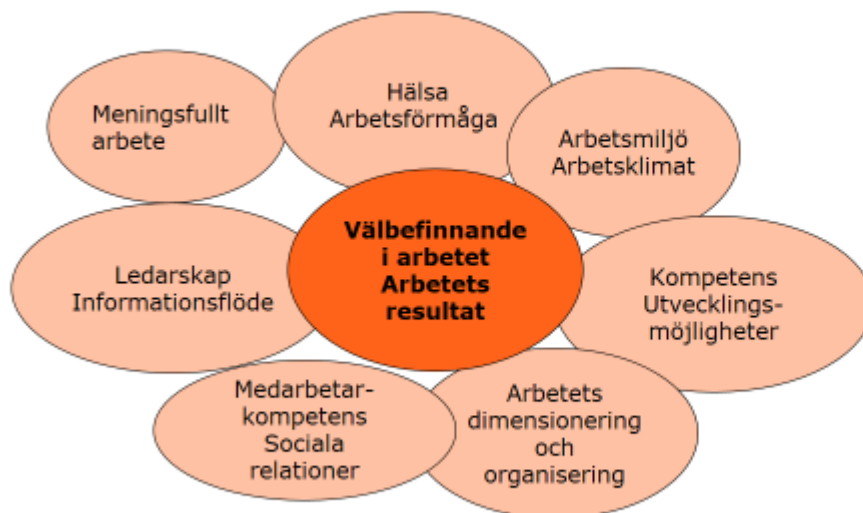 Meningsfullt
arbete
Hälsa
Arbetsförmåga
Arbetsmiljö
Arbetsklimat
Välbefinnande
i arbetet
Arbetets
resultat
Ledarskap
Informationsflöde
Kompetens
Utvecklings-
möjligheter
Medarbetar-
kompetens
Sociala
relationer
Arbetets
dimensionering
och
organisering